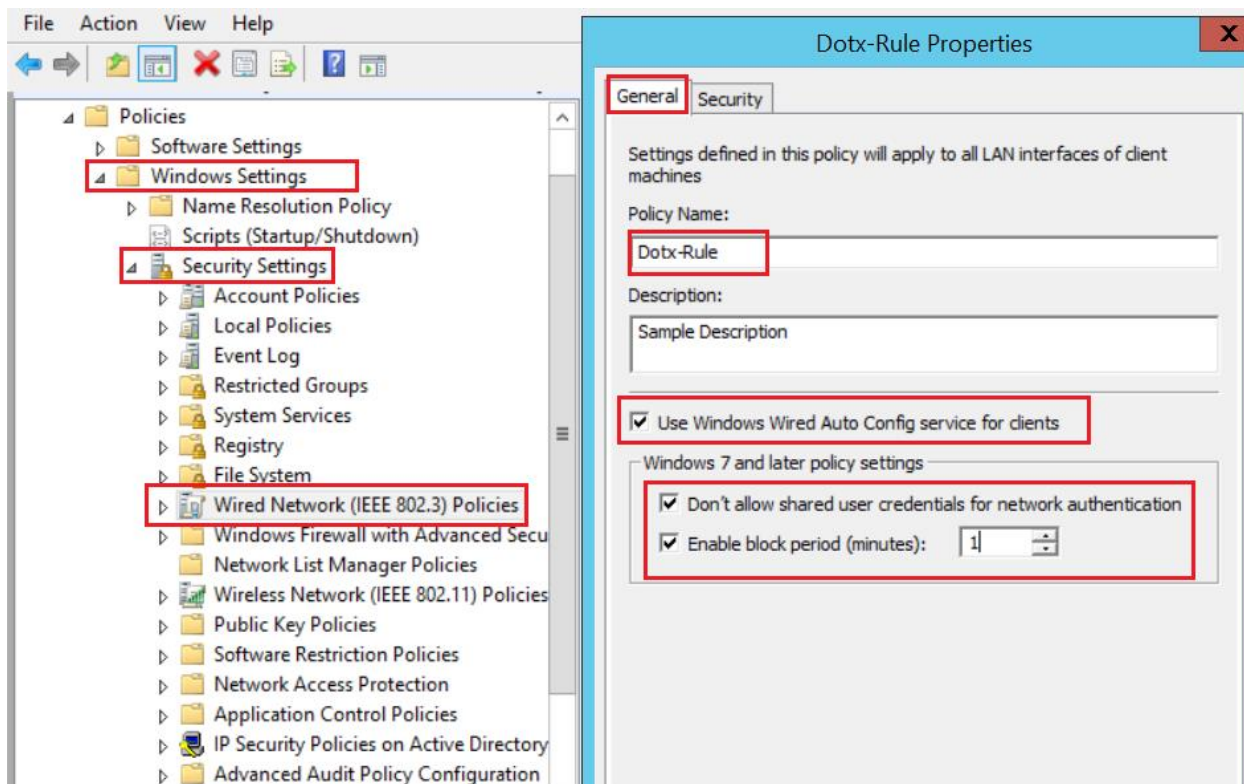 File Action View Help
Policies
Software Settings
Windows Settings
Name Resolution Policy
Scripts (Startup/Shutdown)
Security Settings
Account Policies
Local Policies
Event Log
Restricted Groups
System Services
Registry
File System
Wired Network (IEEE 802.3) Policies
Windows Firewall with Advanced Secu
Network List Manager Policies
Wireless Network (IEEE 802.11) Policies
Public Key Policies
Software Restriction Policies
Network Access Protection
Application Control Policies
IP Security Policies on Active Directory
Advanced Audit Policy Configuration
Dotx-Rule Properties
X
General Security
Settings defined in this policy will apply to all LAN interfaces of client
machines
Policy Name:
Dotx-Rule
Description:
Sample Description
Use Windows Wired Auto Config service for clients
Windows 7 and later policy settings
Don't allow shared user credentials for network authentication
Enable block period (minutes): 1